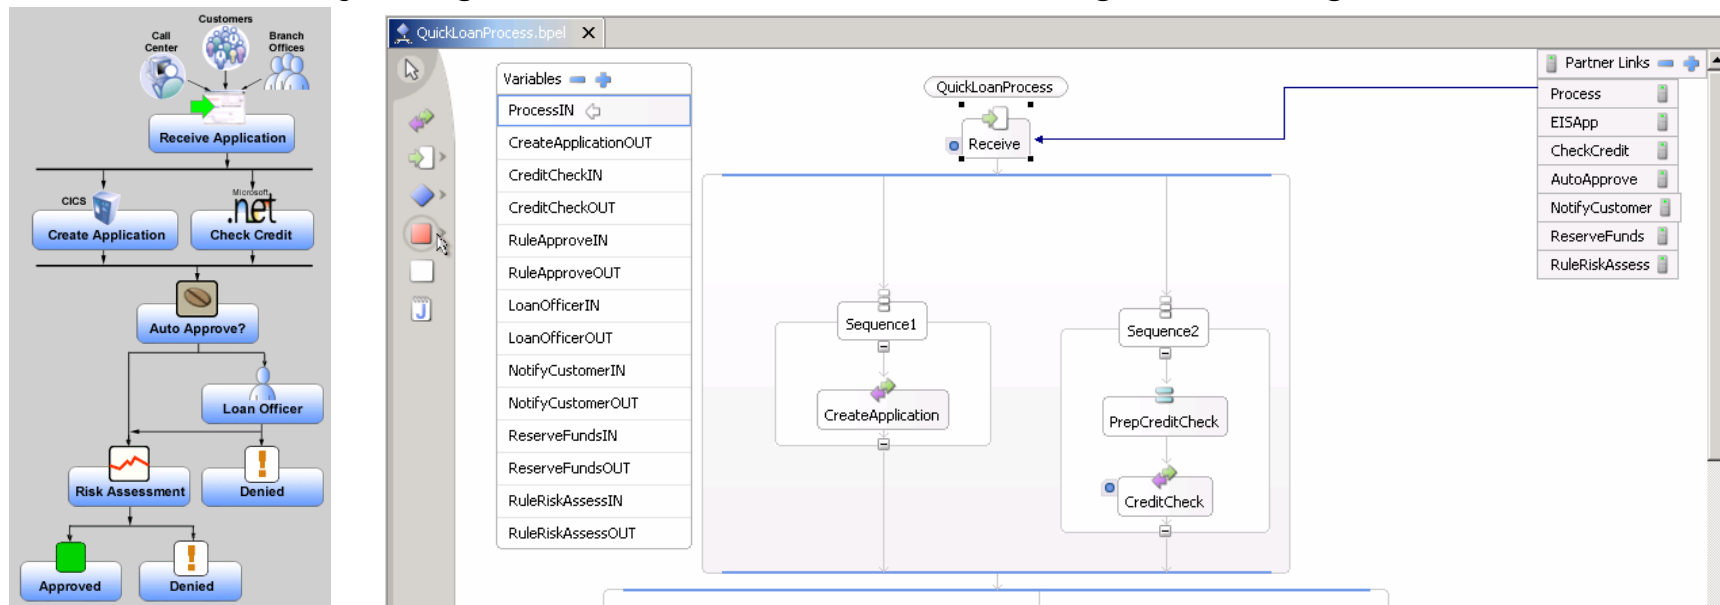 Customers
Call
Center
Branch
Offices
Receive Application
CICS
Microsoft
.net
Create Application
Check Credit
Auto Approve?
Loan Officer
Risk Assessment
Denied
Approved
Denied
QuickLoanProcess.bpel
Variables
ProcessIN
CreateApplicationOUT
CreditCheckIN
CreditCheckOUT
RuleApproveIN
RuleApproveOUT
LoanOfficerIN
LoanOfficerOUT
NotifyCustomerIN
NotifyCustomerOUT
ReserveFundsIN
ReserveFundsOUT
RuleRiskAssessIN
RuleRiskAssessOUT
QuickLoanProcess
Receive
Sequence1
CreateApplication
Sequence2
PrepCreditCheck
CreditCheck
Partner Links
Process
EISApp
CheckCredit
AutoApprove
NotifyCustomer
ReserveFunds
RuleRiskAssess